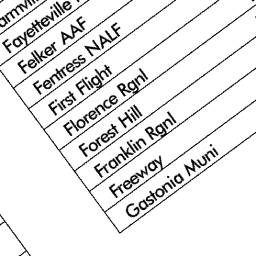 Fayetteville
Felker AAF
Fentress NALF
First Flight
Florence Rgnl
Forest Hill
Franklin Rgnl
Freeway
Gastonia Muni